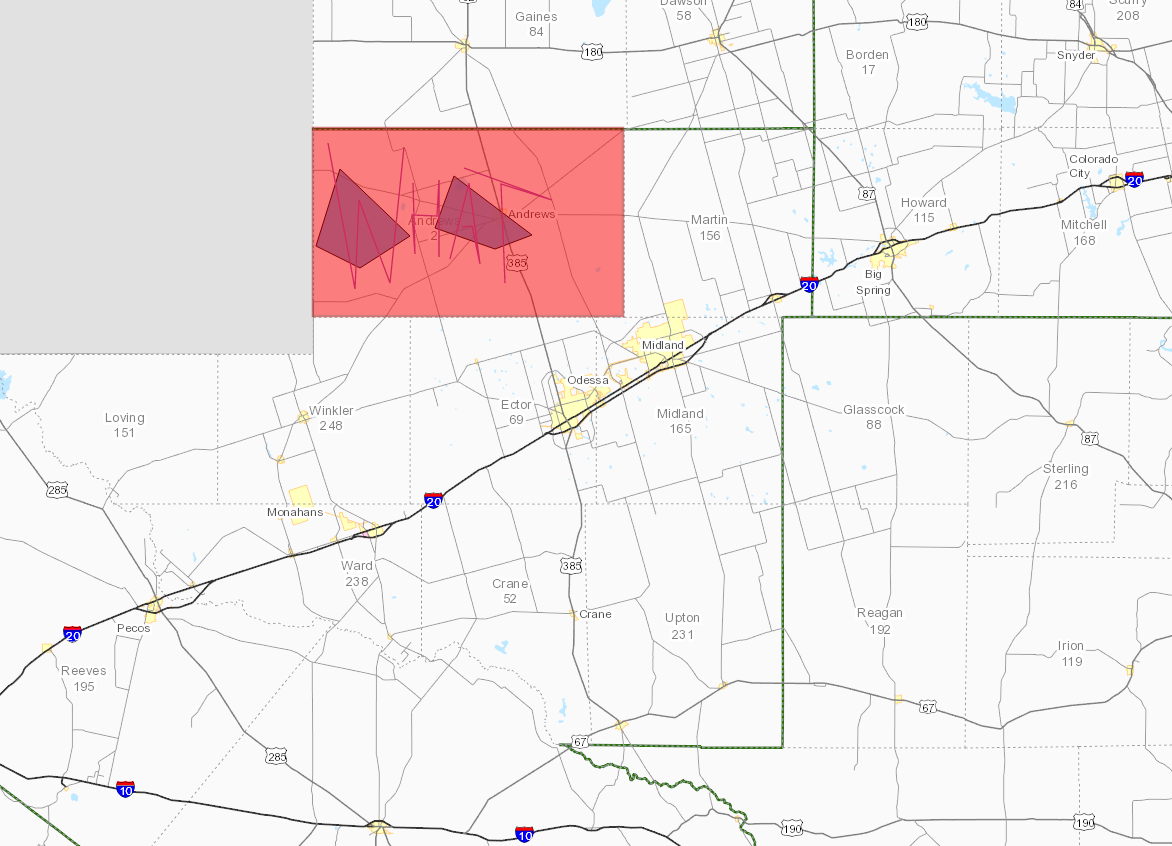 Gaines
84
Dawson
58
84
Scurry
208
180
180
Borden
17
Snyder
Colorado
City
20
87
Howard
115
Mitchell
168
Andrews
Andrews
2
Martin
156
385
Big
Spring
20
Midland
Odessa
Ector
69
Midland
165
Glasscock
88
Winkler
248
Loving
151
87
Sterling
216
285
20
Monahans
Ward
238
385
Crane
52
Crane
Upton
231
Reagan
192
Irion
119
20
Pecos
Reeves
195
67
67
285
10
10
190
190